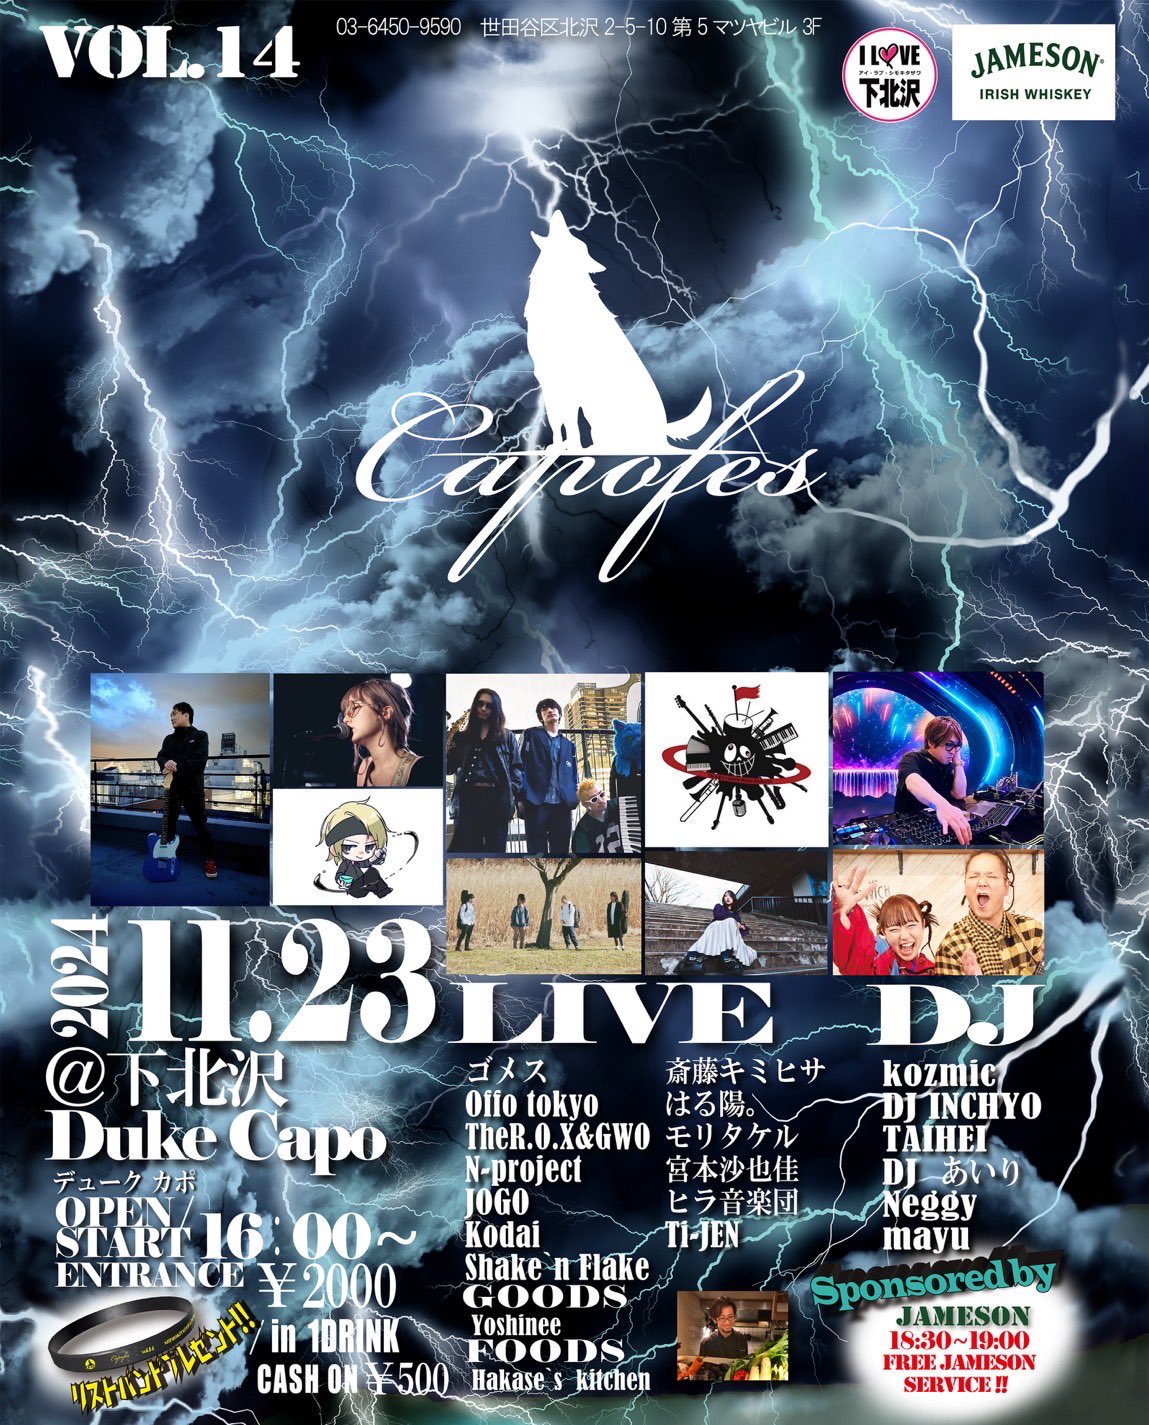 VOL.14
03-6450-9590 世田谷区北沢 2-5-10 第 5 マツヤビル 3F
I LOVE
アイ・ラブ・シモキタザワ
下北沢
JAMESON
IRISH WHISKEY
Capofes
2024
11.23
@下北沢
Duke Capo
デューク カポ
OPEN/
START 16:00~
ENTRANCE ¥2000
/ in 1DRINK
CASH ON ¥500
リストバンドプレゼント!!
LIVE
ゴメス
Offo tokyo
TheR.O.X&GWO
N-project
JOGO
Kodai
Shake`n Flake
斎藤キミヒサ
はる陽。
モリタケル
宮本沙也佳
ヒラ音楽団
Ti-JEN
GOODS
Yoshinee
FOODS
Hakase`s kitchen
DJ
kozmic
DJ INCHYO
TAIHEI
DJ あいり
Neggy
mayu
Sponsored by
JAMESON
18:30~19:00
FREE JAMESON
SERVICE !!